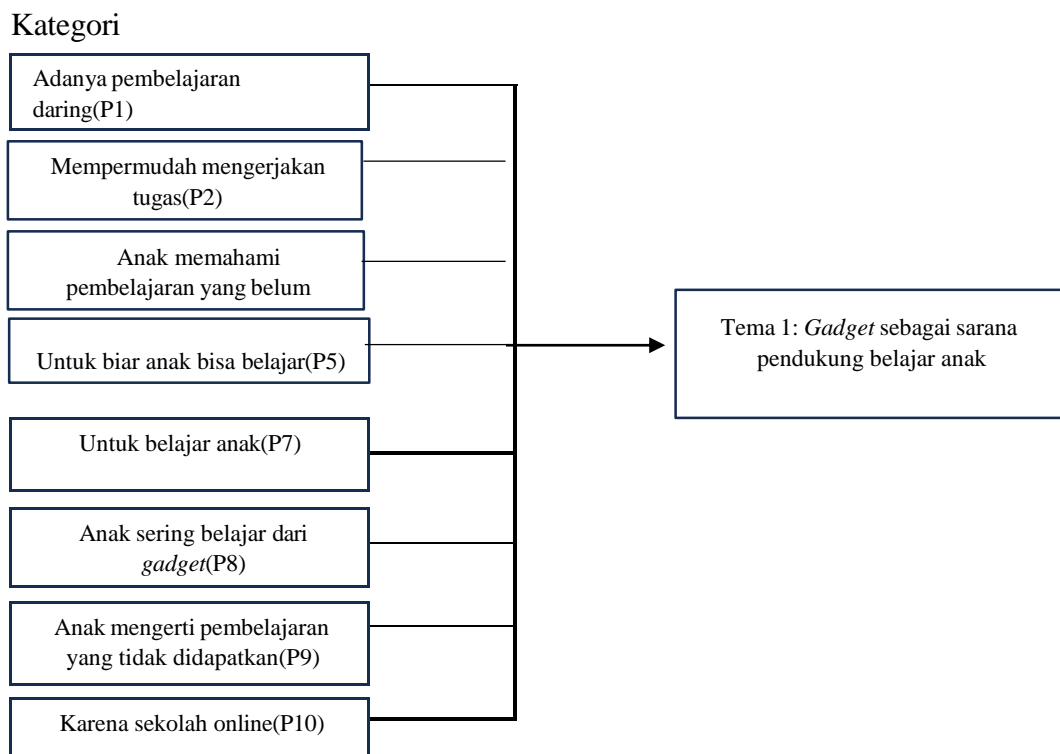 Kategori
Adanya pembelajaran
daring(P1)
Mempermudah mengerjakan
tugas(P2)
Anak memahami
pembelajaran yang belum
Untuk biar anak bisa belajar(P5)
Untuk belajar anak(P7)
Anak sering belajar dari
gadget(P8)
Anak mengerti pembelajaran
yang tidak didapatkan(P9)
Karena sekolah online(P10)
Tema 1: Gadget sebagai sarana
pendukung belajar anak